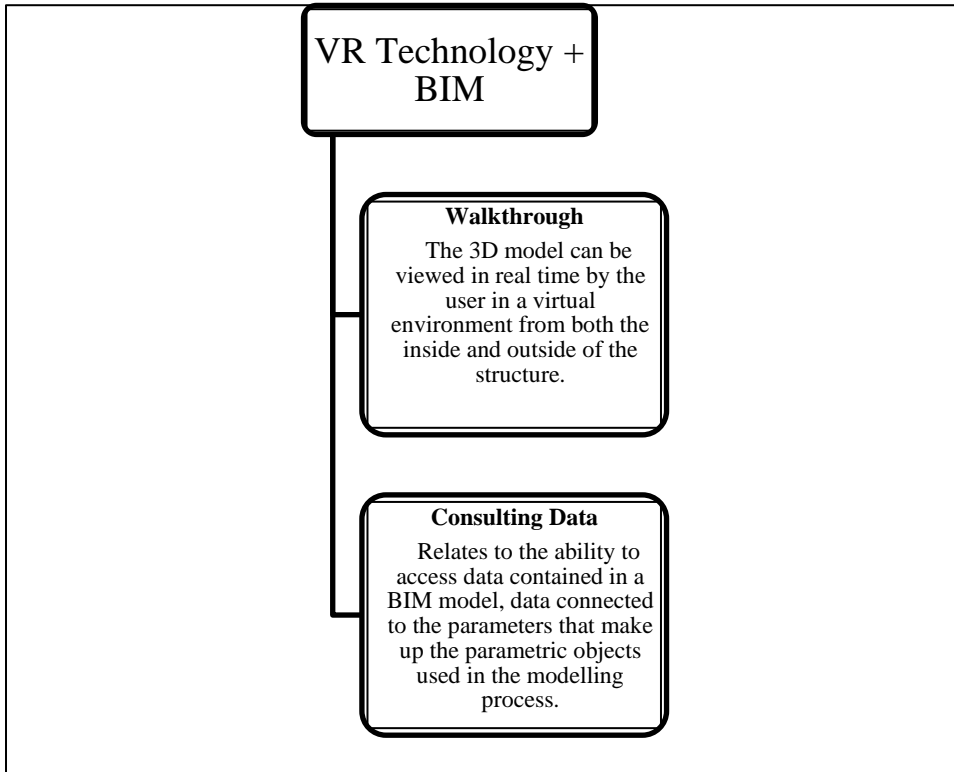 VR Technology +
BIM
Walkthrough
The 3D model can be
viewed in real time by the
user in a virtual
environment from both the
inside and outside of the
structure.
Consulting Data
Relates to the ability to
access data contained in a
BIM model, data connected
to the parameters that make
up the parametric objects
used in the modelling
process.